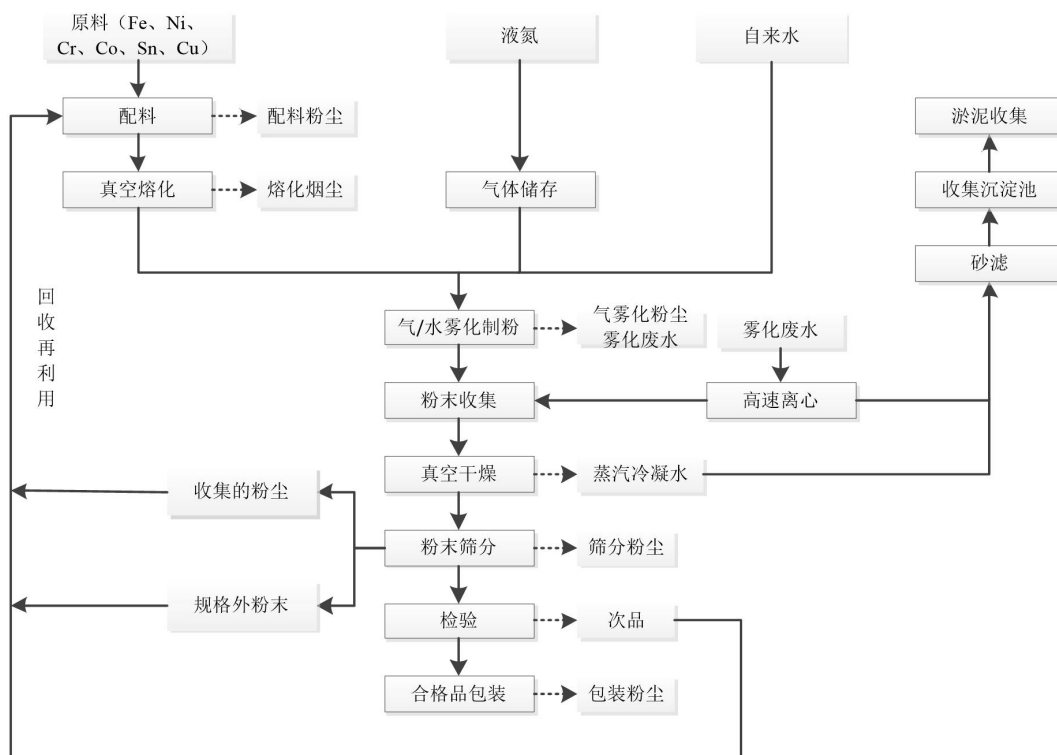 原料（Fe、Ni、
Cr、Co、Sn、Cu）
液氮
自来水
配料
配料粉尘
淤泥收集
真空熔化
熔化烟尘
气体储存
收集沉淀池
砂滤
回收再利用
气/水雾化制粉
气雾化粉尘
雾化废水
雾化废水
粉末收集
高速离心
真空干燥
蒸汽冷凝水
收集的粉尘
粉末筛分
筛分粉尘
规格外粉末
检验
次品
合格品包装
包装粉尘